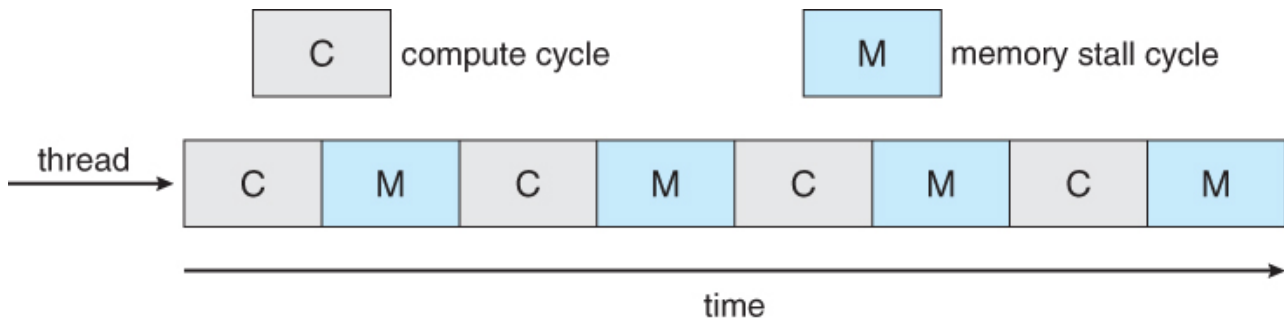 C compute cycle M memory stall cycle
thread
C M C M C M C M
time